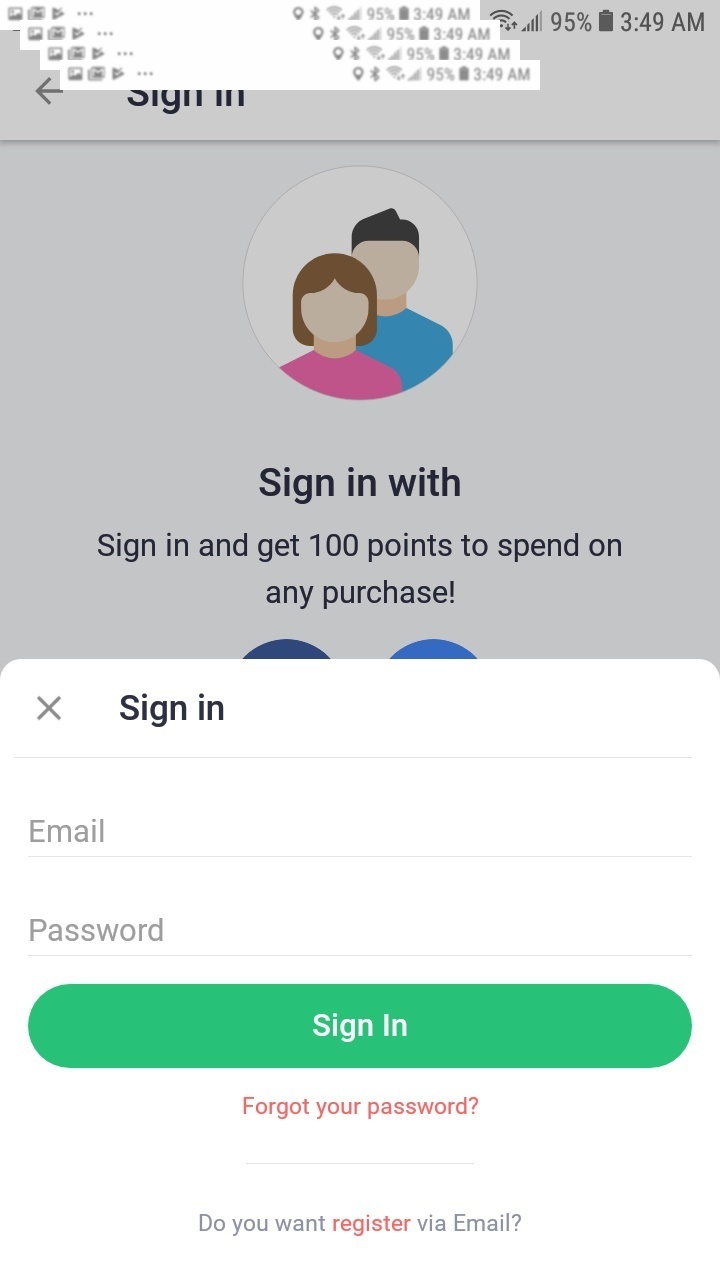 95% 3:49 AM
95% 3:49 AM
95% 3:49 AM
95% 3:49 AM
95% 3:49 AM
Sign in
Sign in with
Sign in and get 100 points to spend on
any purchase!
Sign in
Email
Password
Sign In
Forgot your password?
Do you want register via Email?